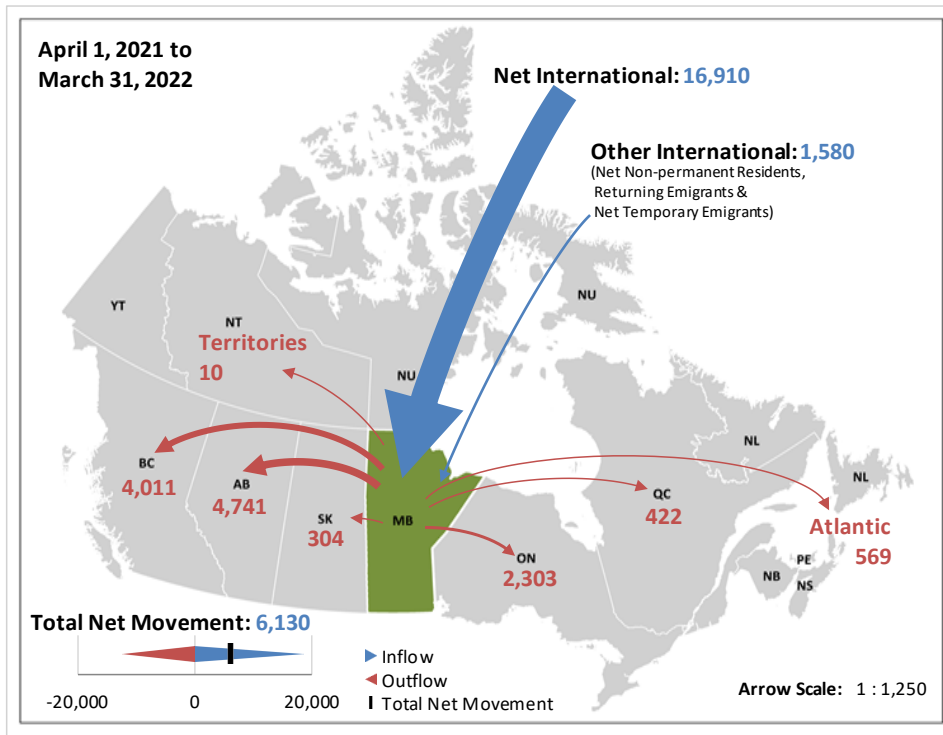 April 1, 2021 to
March 31, 2022
Net International: 16,910
Other International: 1,580
(Net Non-permanent Residents,
Returning Emigrants &
Net Temporary Emigrants)
YT
NT
NU
NU
Territories
10
BC
4,011
AB
4,741
SK
304
MB
ON
2,303
QC
422
NL
NL
Atlantic
569
PE
NB
NS
Total Net Movement: 6,130
-20,000
0
20,000
Inflow
Outflow
Total Net Movement
Arrow Scale: 1 : 1,250